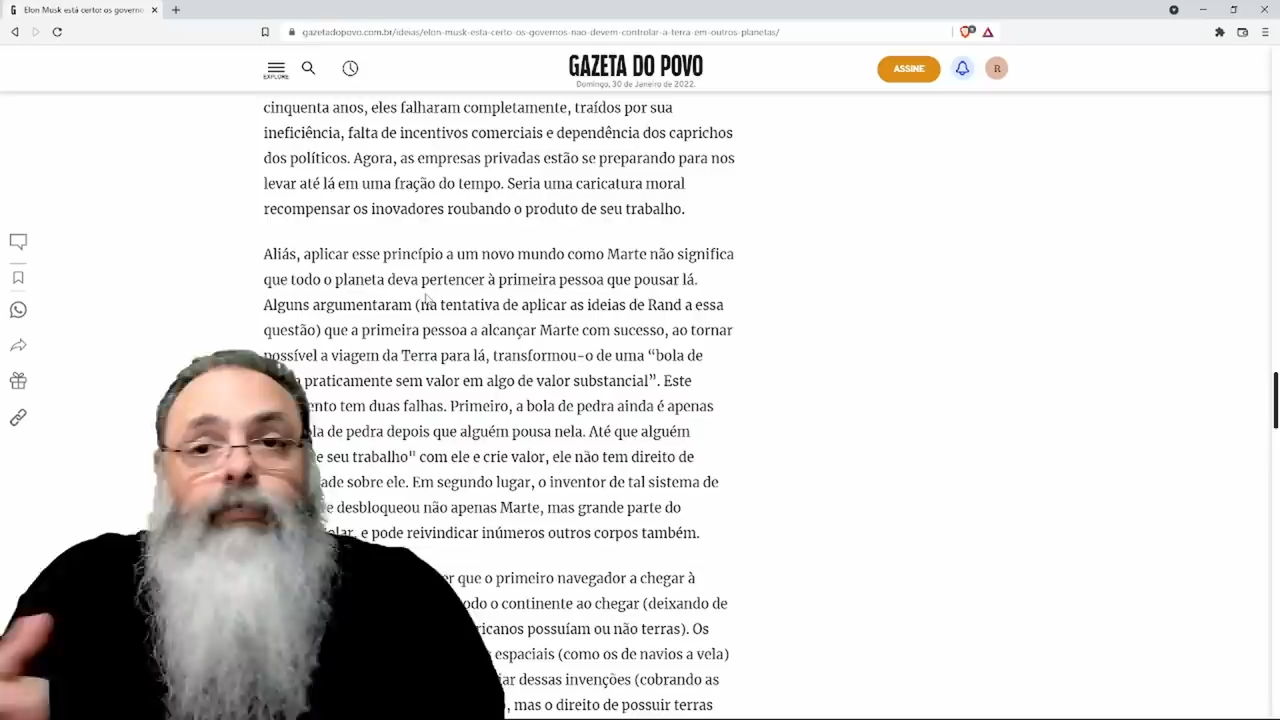 Elon Musk está certo: os governo
gazetadopovo.com.br/ideias/elon-musk-esta-certo-os-governos-nao-devem-controlar-a-terra-em-outros-planetas/
EXPLORE
GAZETA DO POVO
Domingo, 30 de Janeiro de 2022.
ASSINE
R
cinquenta anos, eles falharam completamente, traídos por sua
ineficiência, falta de incentivos comerciais e dependência dos caprichos
dos políticos. Agora, as empresas privadas estão se preparando para nos
levar até lá em uma fração do tempo. Seria uma caricatura moral
recompensar os inovadores roubando o produto de seu trabalho.
Aliás, aplicar esse princípio a um novo mundo como Marte não significa
que todo o planeta deva pertencer à primeira pessoa que pousar lá.
Alguns argumentaram (na tentativa de aplicar as ideias de Rand a essa
questão) que a primeira pessoa a alcançar Marte com sucesso, ao tornar
possível a viagem da Terra para lá, transformou-o de uma “bola de
praticamente sem valor em algo de valor substancial”. Este
ento tem duas falhas. Primeiro, a bola de pedra ainda é apenas
la de pedra depois que alguém pousa nela. Até que alguém
e seu trabalho" com ele e crie valor, ele não tem direito de
ade sobre ele. Em segundo lugar, o inventor de tal sistema de
e desbloqueou não apenas Marte, mas grande parte do
olar, e pode reivindicar inúmeros outros corpos também.
er que o primeiro navegador a chegar à
odo o continente ao chegar (deixando de
ricanos possuíam ou não terras). Os
s espaciais (como os de navios a vela)
iar dessas invenções (cobrando as
, mas o direito de possuir terras